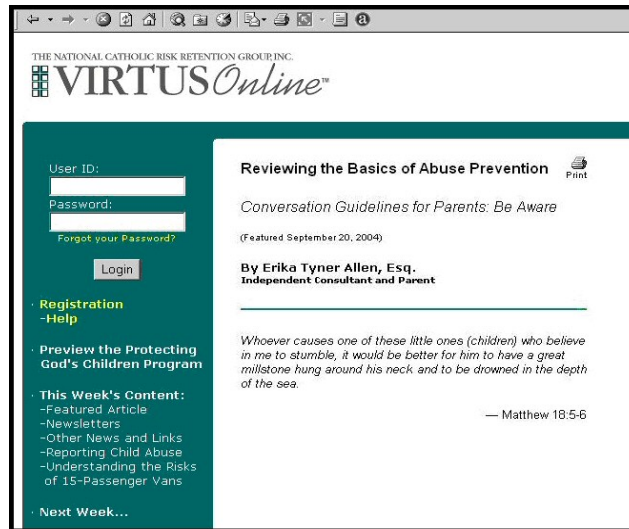 THE NATIONAL CATHOLIC RISK RETENTION GROUP, INC.
VIRTUS Online™
User ID:
Password:
Forgot your Password?
Login
· Registration
-Help
· Preview the Protecting
God's Children Program
· This Week's Content:
-Featured Article
-Newsletters
-Other News and Links
-Reporting Child Abuse
-Understanding the Risks
of 15-Passenger Vans
· Next Week...
Reviewing the Basics of Abuse Prevention
Print
Conversation Guidelines for Parents: Be Aware
(Featured September 20, 2004)
By Erika Tyner Allen, Esq.
Independent Consultant and Parent
Whoever causes one of these little ones (children) who believe
in me to stumble, it would be better for him to have a great
millstone hung around his neck and to be drowned in the depth
of the sea.
— Matthew 18:5-6